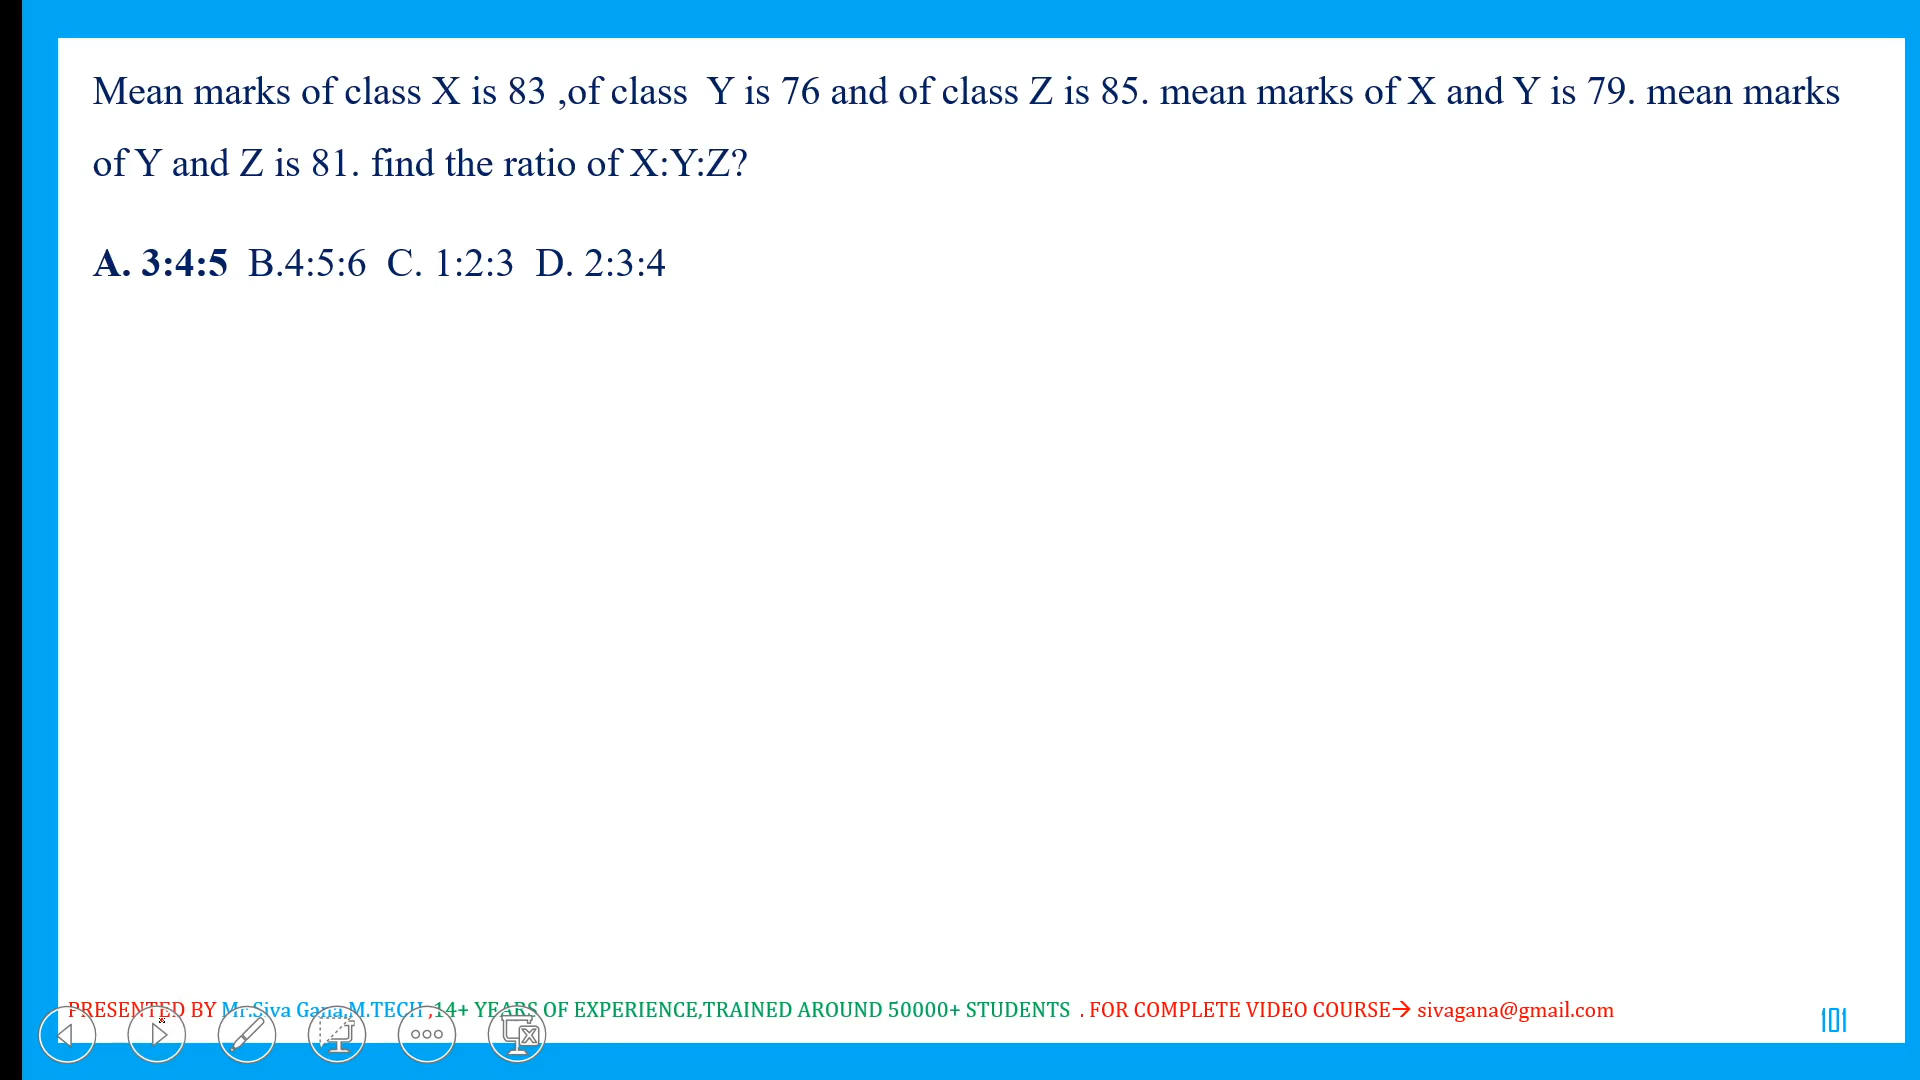 Mean marks of class X is 83 ,of class  Y is 76 and of class Z is 85. mean marks of X and Y is 79. mean marks
of Y and Z is 81. find the ratio of X:Y:Z?
A. 3:4:5  B.4:5:6  C. 1:2:3  D. 2:3:4
PRESENTED BY Mr.Siva Gana,M.TECH ,14+ YEARS OF EXPERIENCE,TRAINED AROUND 50000+ STUDENTS  . FOR COMPLETE VIDEO COURSE→ sivagana@gmail.com
101